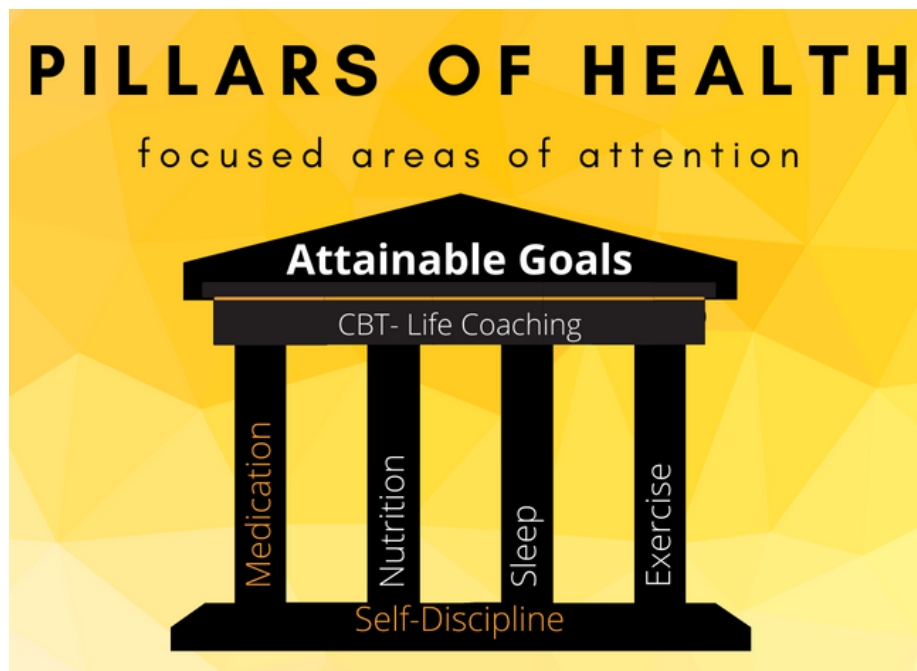 PILLARS OF HEALTH
focused areas of attention
Attainable Goals
CBT- Life Coaching
Medication
Nutrition
Sleep
Exercise
Self-Discipline